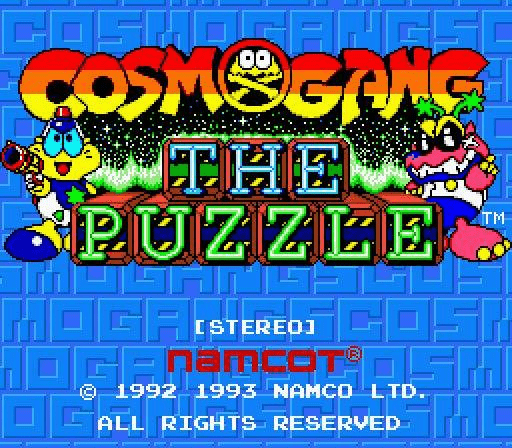 COSMO GANG
THE
PUZZLE
TM
[STEREO]
namcot®
© 1992 1993 NAMCO LTD.
ALL RIGHTS RESERVED